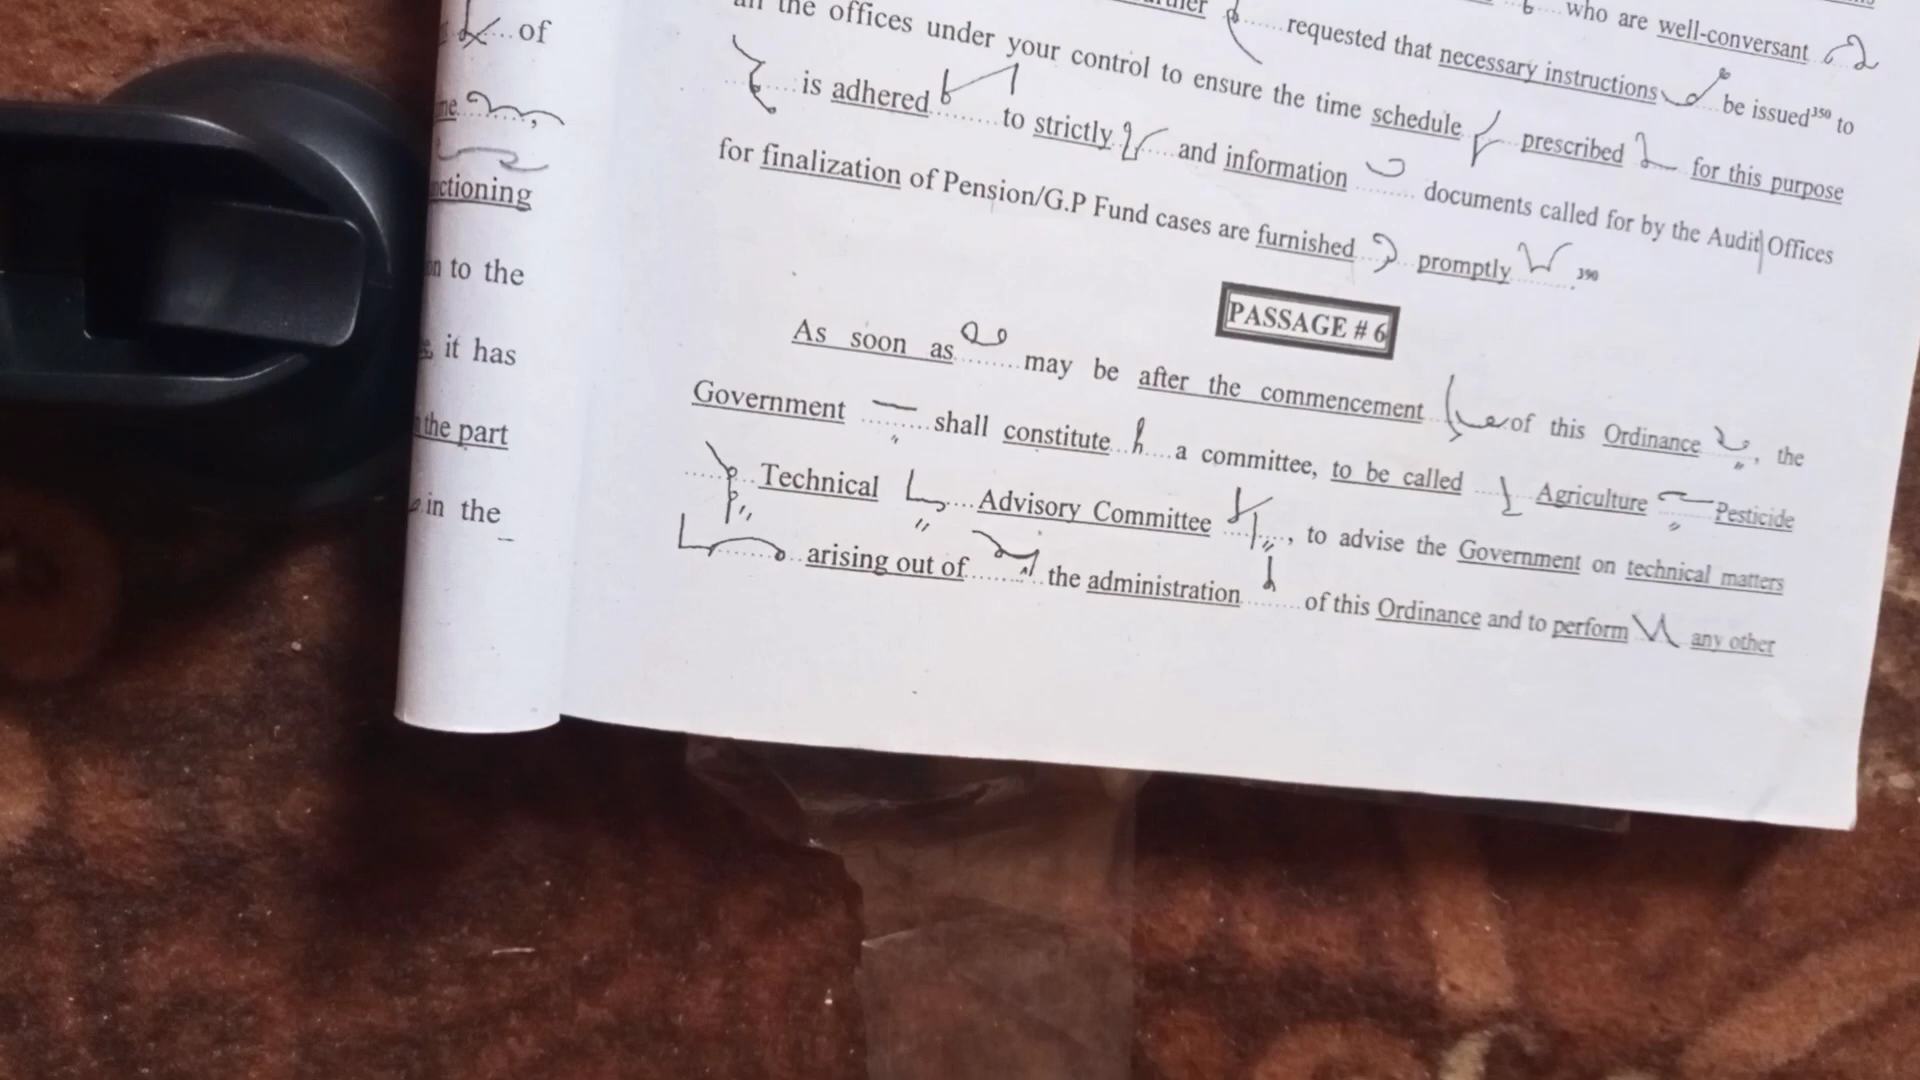 of
ctioning
to the
it has
the part
in the
who are well-conversant
requested that necessary instructions be issued³⁵⁰ to
the offices under your control to ensure the time schedule prescribed for this purpose
is adhered to strictly and information documents called for by the Audit Offices
for finalization of Pension/G.P Fund cases are furnished promptly . ³⁹⁰
PASSAGE # 6
As soon as may be after the commencement of this Ordinance , the
Government shall constitute a committee, to be called Agriculture Pesticide
Technical Advisory Committee , to advise the Government on technical matters
arising out of the administration of this Ordinance and to perform any other